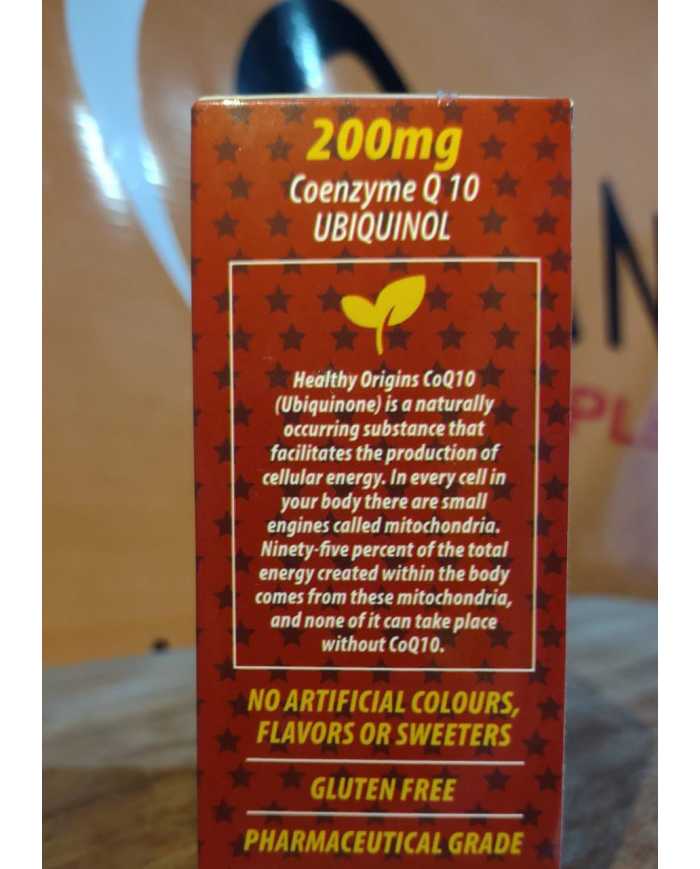 200mg
Coenzyme Q 10
UBIQUINOL
Healthy Origins CoQ10
(Ubiquinone) is a naturally
occurring substance that
facilitates the production of
cellular energy. In every cell in
your body there are small
engines called mitochondria.
Ninety-five percent of the total
energy created within the body
comes from these mitochondria,
and none of it can take place
without CoQ10.
NO ARTIFICIAL COLOURS,
FLAVORS OR SWEETERS
GLUTEN FREE
PHARMACEUTICAL GRADE